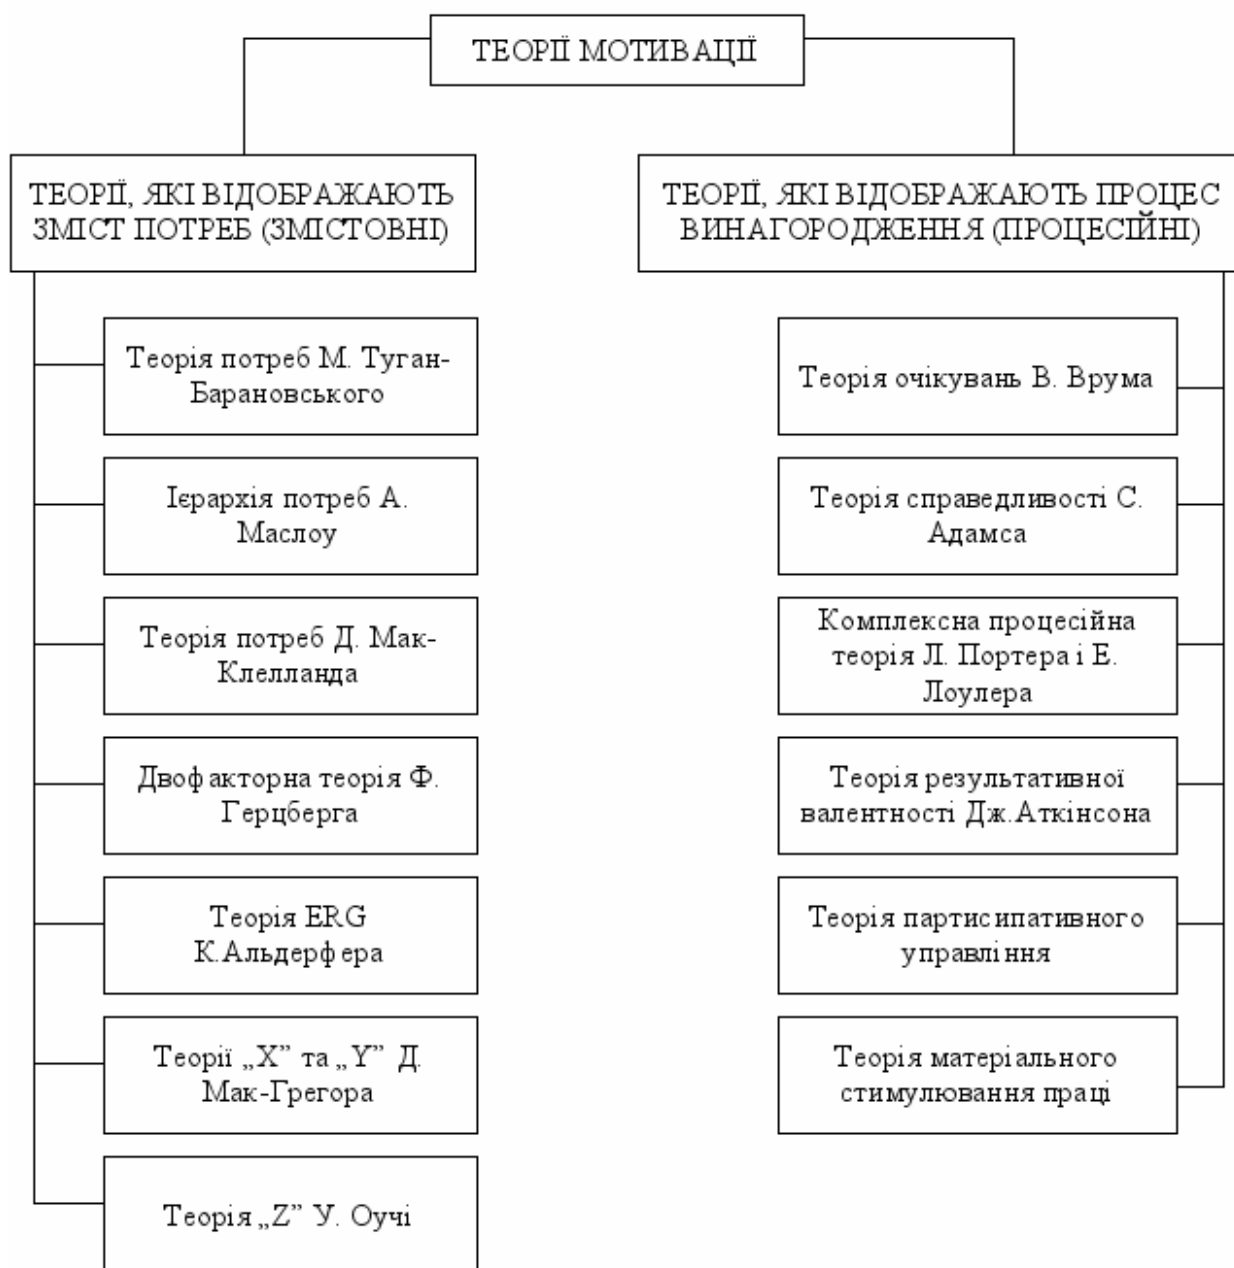 ТЕОРІЇ МОТИВАЦІЇ
ТЕОРІЇ, ЯКІ ВІДОБРАЖАЮТЬ
ЗМІСТ ПОТРЕБ (ЗМІСТОВНІ)
Теорія потреб М. Туган-
Барановського
Ієрархія потреб А.
Маслоу
Теорія потреб Д. Мак-
Клелланда
Двофакторна теорія Ф.
Герцберга
Теорія ERG
К.Альдерфера
Теорії „X” та „Y” Д.
Мак-Грегора
Теорія „Z” У. Оучі
ТЕОРІЇ, ЯКІ ВІДОБРАЖАЮТЬ ПРОЦЕС
ВИНАГОРОДЖЕННЯ (ПРОЦЕСІЙНІ)
Теорія очікувань В. Врума
Теорія справедливості С.
Адамса
Комплексна процесійна
теорія Л. Портера і Е.
Лоулера
Теорія результативної
валентності Дж.Аткінсона
Теорія партисипативного
управління
Теорія матеріального
стимулювання праці